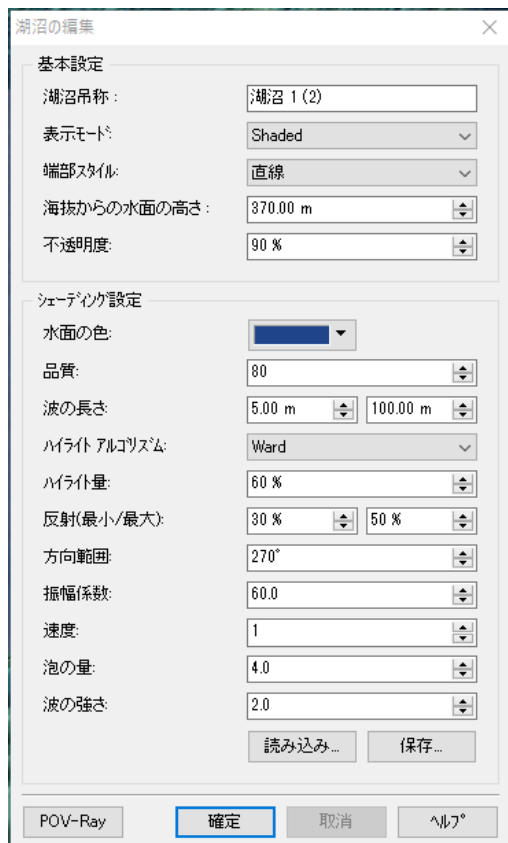 湖沼の編集
基本設定
湖沼吊称 : 湖沼 1 (2)
表示ﾓｰﾄﾞ: Shaded
端部ｽﾀｲﾙ: 直線
海抜からの水面の高さ : 370.00 m
不透明度: 90 %
ｼｪｰﾃﾞｨﾝｸﾞ設定
水面の色:
品質: 80
波の長さ: 5.00 m 100.00 m
ﾊｲﾗｲﾄ ｱﾙｺﾞﾘｽﾞﾑ: Ward
ﾊｲﾗｲﾄ量: 60 %
反射(最小/最大): 30 % 50 %
方向範囲: 270°
振幅係数: 60.0
速度: 1
泡の量: 4.0
波の強さ: 2.0
読み込み... 保存...
POV-Ray 確定 取消 ﾍﾙﾌﾟ